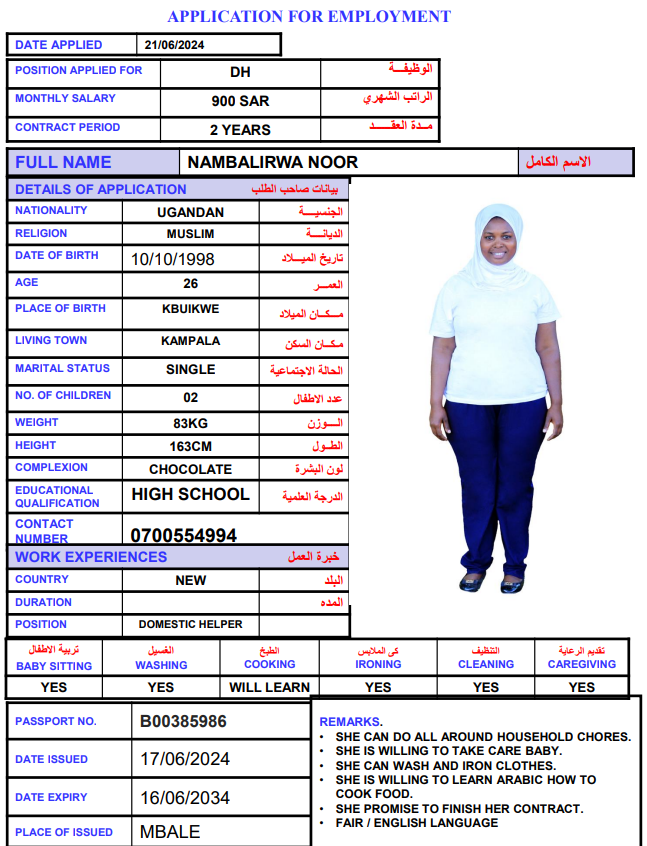 APPLICATION FOR EMPLOYMENT
DATE APPLIED 21/06/2024
POSITION APPLIED FOR DH الوظيفـــة
MONTHLY SALARY 900 SAR الراتب الشهري
CONTRACT PERIOD 2 YEARS مـدة العقـــد
FULL NAME NAMBALIRWA NOOR الاسم الكامل
DETAILS OF APPLICATION بيانات صاحب الطلب
NATIONALITY UGANDAN الجنسيـــة
RELIGION MUSLIM الديانـــة
DATE OF BIRTH 10/10/1998 تاريخ الميـــلاد
AGE 26 العمـــر
PLACE OF BIRTH KBUIKWE مـكـــان الميلاد
LIVING TOWN KAMPALA مـكـان السكن
MARITAL STATUS SINGLE الحالة الاجتماعية
NO. OF CHILDREN 02 عدد الاطفال
WEIGHT 83KG الـــوزن
HEIGHT 163CM الطـول
COMPLEXION CHOCOLATE لون البشرة
EDUCATIONAL
QUALIFICATION HIGH SCHOOL الدرجة العلمية
CONTACT
NUMBER 0700554994
WORK EXPERIENCES خبرة العمل
COUNTRY NEW البلد
DURATION المده
POSITION DOMESTIC HELPER
تربية الاطفال الغسيل الطبخ كى الملابس التنظيف تقديم الرعاية
BABY SITTING WASHING COOKING IRONING CLEANING CAREGIVING
YES YES WILL LEARN YES YES YES
PASSPORT NO. B00385986
DATE ISSUED 17/06/2024
DATE EXPIRY 16/06/2034
PLACE OF ISSUED MBALE
REMARKS.
• SHE CAN DO ALL AROUND HOUSEHOLD CHORES.
• SHE IS WILLING TO TAKE CARE BABY.
• SHE CAN WASH AND IRON CLOTHES.
• SHE IS WILLING TO LEARN ARABIC HOW TO
COOK FOOD.
• SHE PROMISE TO FINISH HER CONTRACT.
• FAIR / ENGLISH LANGUAGE